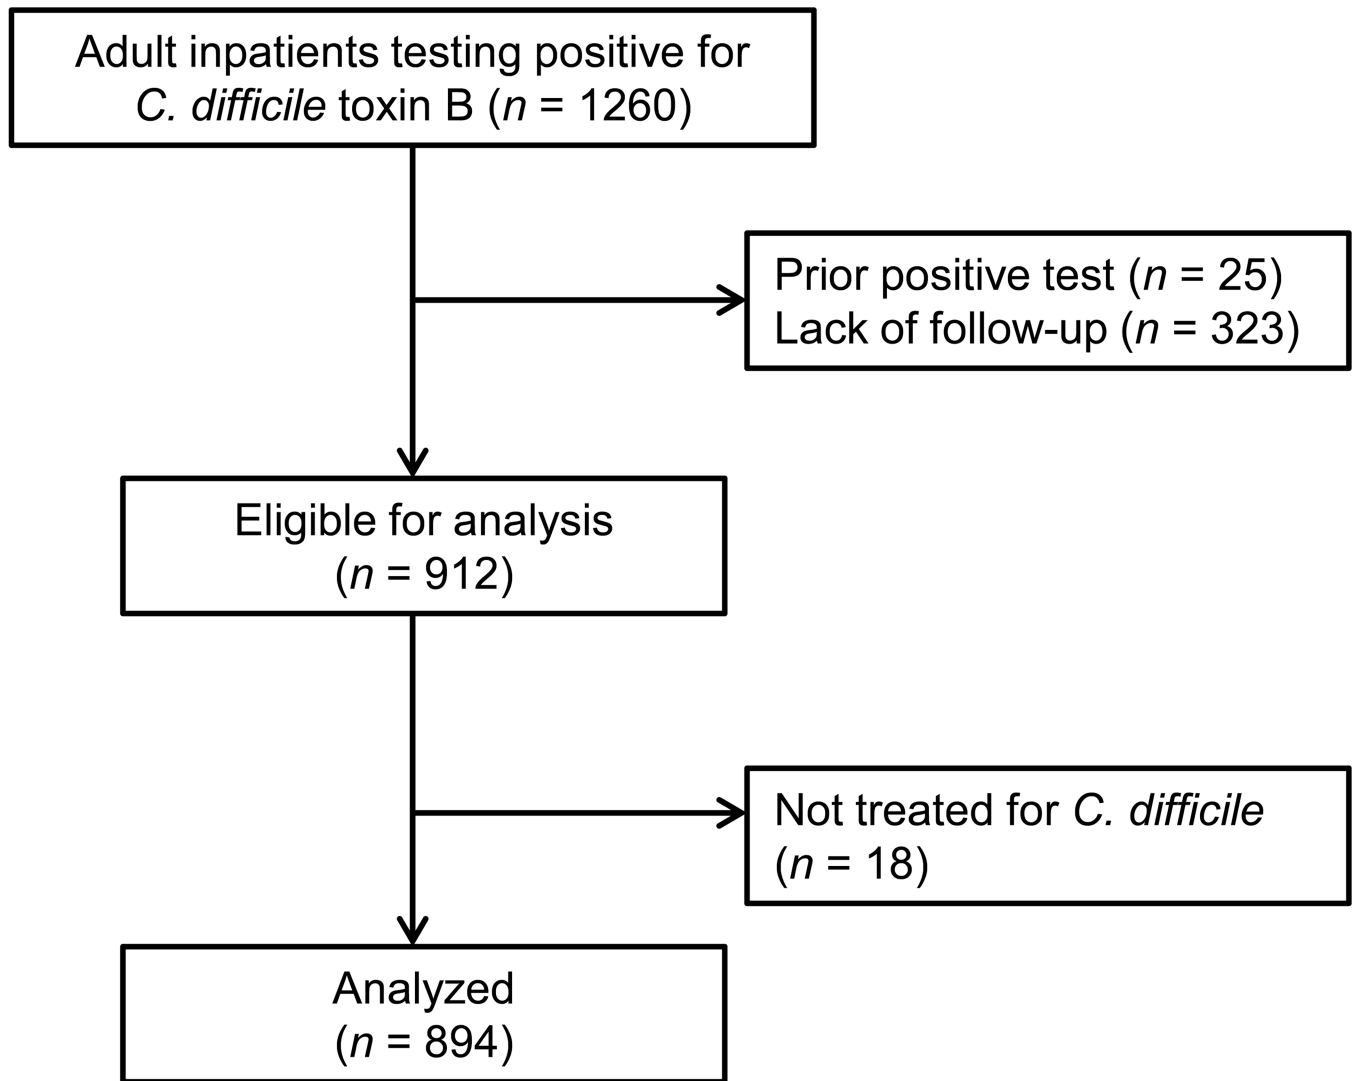 Adult inpatients testing positive for
C. difficile toxin B (n = 1260)
Prior positive test (n = 25)
Lack of follow-up (n = 323)
Eligible for analysis
(n = 912)
Not treated for C. difficile
(n = 18)
Analyzed
(n = 894)